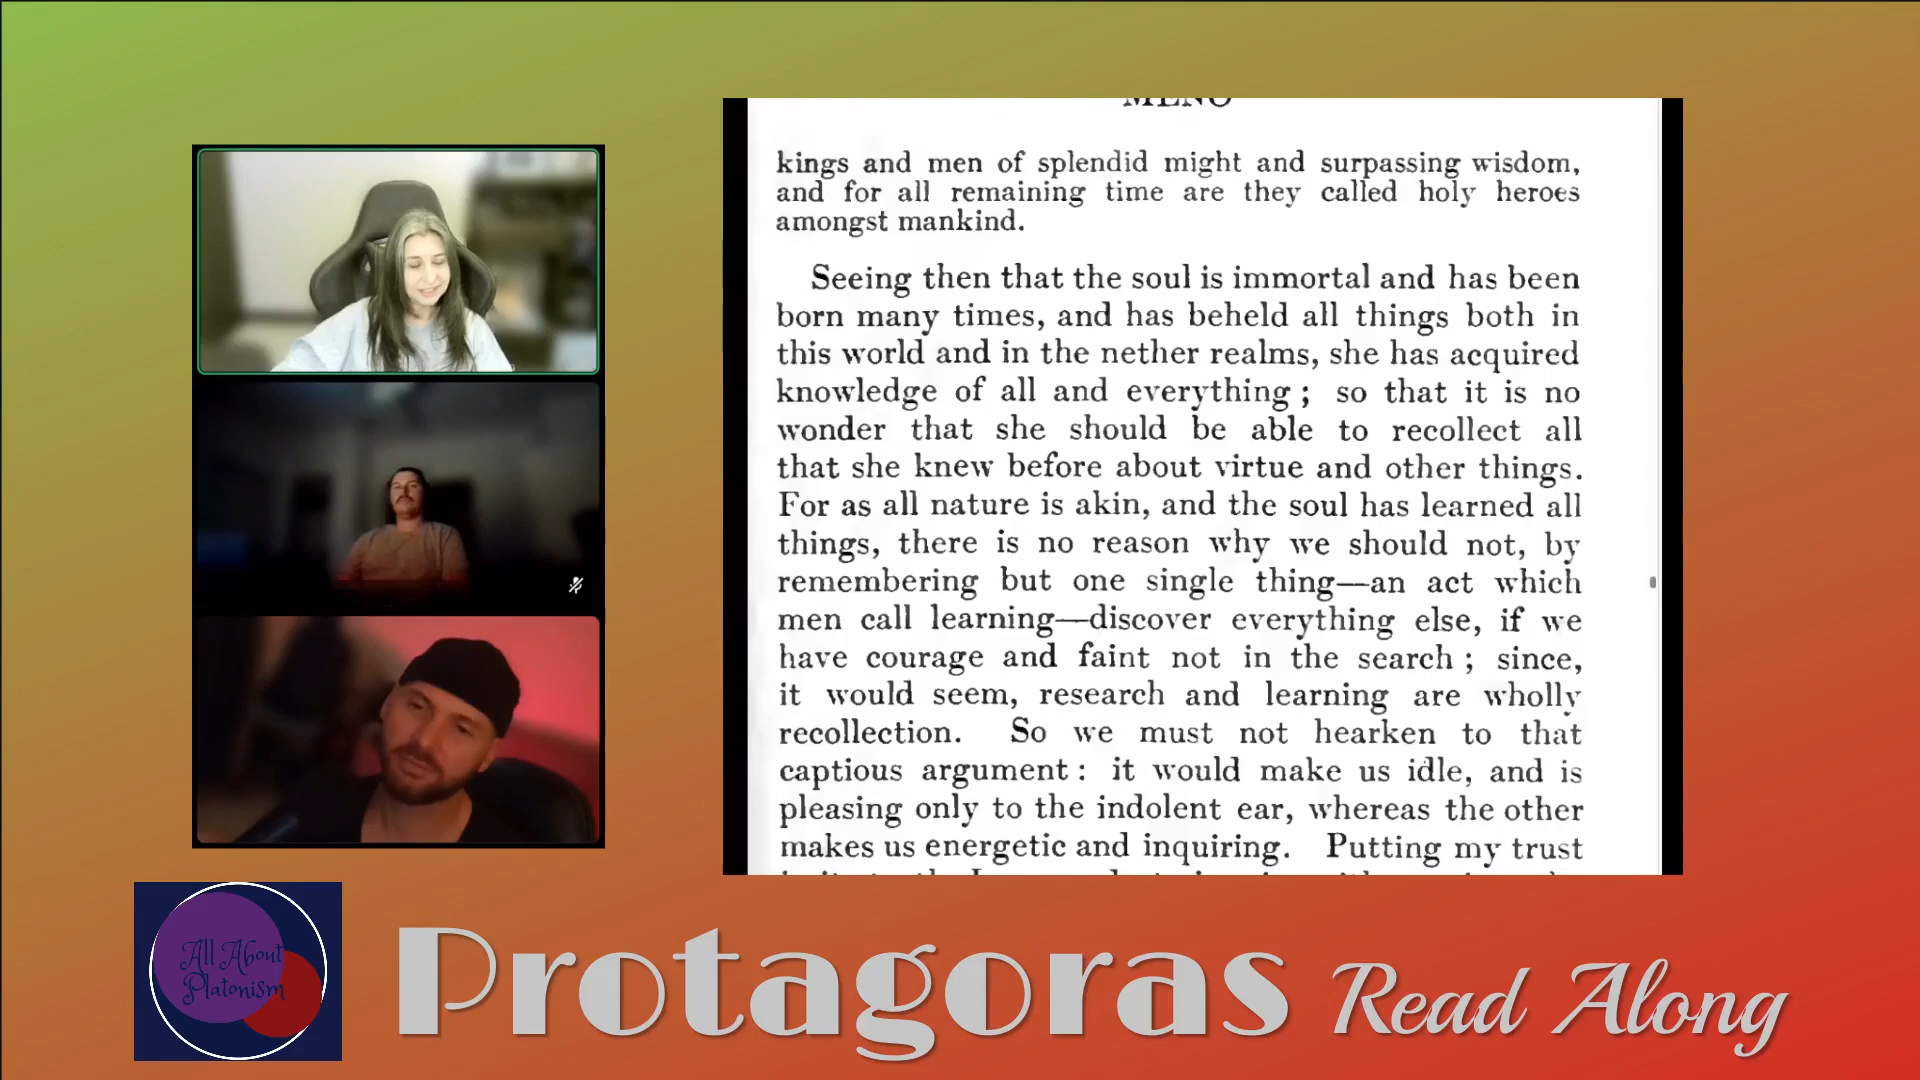 MENO
kings and men of splendid might and surpassing wisdom,
and for all remaining time are they called holy heroes
amongst mankind.
Seeing then that the soul is immortal and has been
born many times, and has beheld all things both in
this world and in the nether realms, she has acquired
knowledge of all and everything ; so that it is no
wonder that she should be able to recollect all
that she knew before about virtue and other things.
For as all nature is akin, and the soul has learned all
things, there is no reason why we should not, by
remembering but one single thing—an act which
men call learning—discover everything else, if we
have courage and faint not in the search ; since,
it would seem, research and learning are wholly
recollection. So we must not hearken to that
captious argument : it would make us idle, and is
pleasing only to the indolent ear, whereas the other
makes us energetic and inquiring. Putting my trust
All About
Platonism
Protagoras Read Along